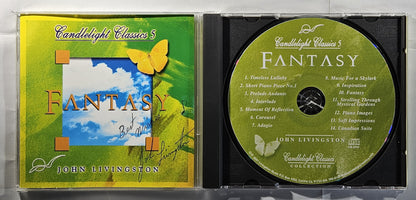 Candlelight Classics 5
FANTASY
Best
John Livingston
JOHN LIVINGSTON
Candlelight Classics 5
FANTASY
1. Timeless Lullaby
2. Short Piano Piece No.1
3. Prelude Andante
4. Interlude
5. Moment Of Reflection
6. Carousel
7. Adagio
8. Music For a Skylark
9. Inspiration
10. Fantasy
11. Strolling Through
Mystical Gardens
12. Piano Images
13. Soft Impressions
14. Canadian Suite
JOHN LIVINGSTON
Candlelight Classics
COLLECTION